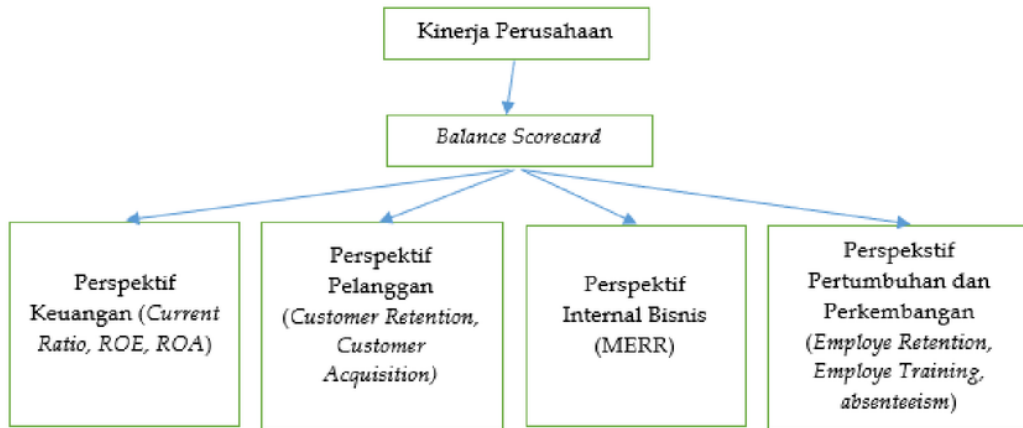 Kinerja Perusahaan
Balance Scorecard
Perspektif
Keuangan (Current
Ratio, ROE, ROA)
Perspektif
Pelanggan
(Customer Retention,
Customer
Acquisition)
Perspektif
Internal Bisnis
(MERR)
Perspekstif
Pertumbuhan dan
Perkembangan
(Employe Retention,
Employe Training,
absenteeism)